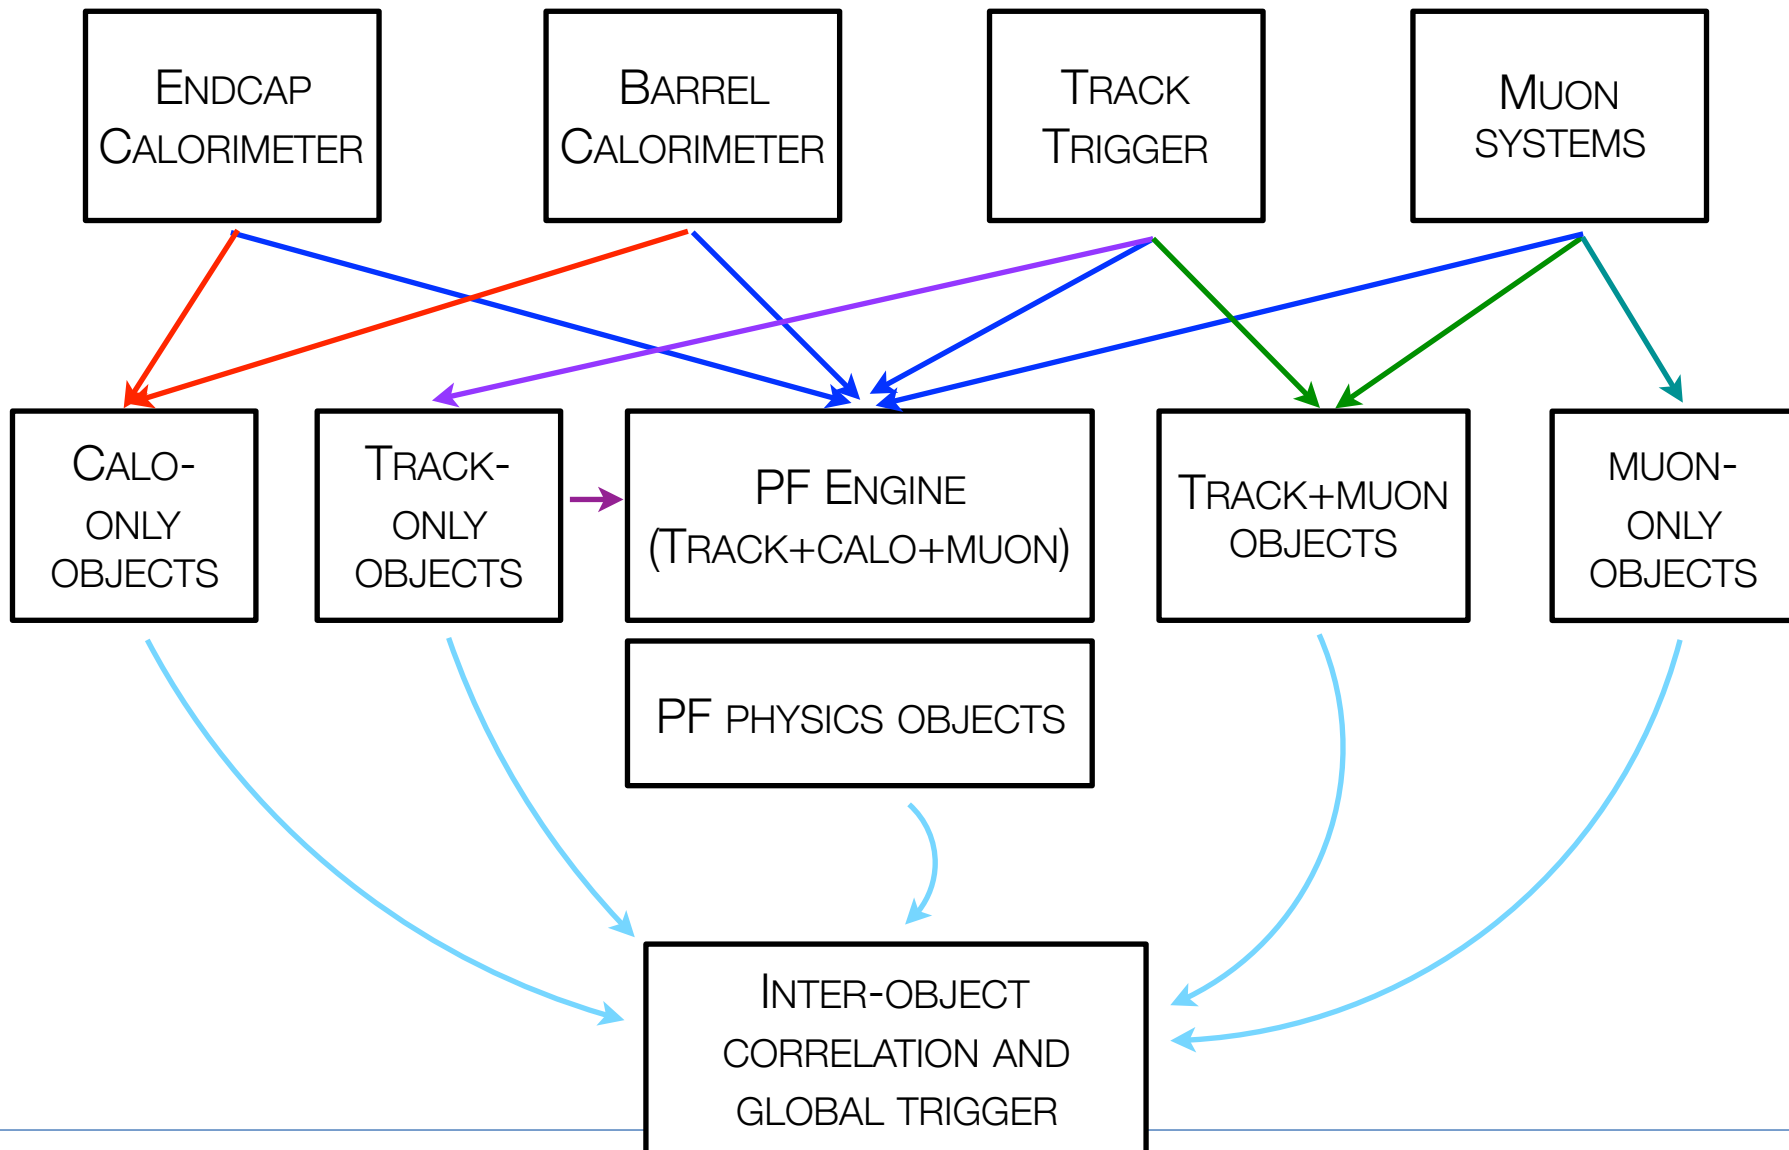 ENDCAP
CALORIMETER
BARREL
CALORIMETER
TRACK
TRIGGER
MUON
SYSTEMS
CALO-
ONLY
OBJECTS
TRACK-
ONLY
OBJECTS
PF ENGINE
(TRACK+CALO+MUON)
TRACK+MUON
OBJECTS
MUON-
ONLY
OBJECTS
PF PHYSICS OBJECTS
INTER-OBJECT
CORRELATION AND
GLOBAL TRIGGER